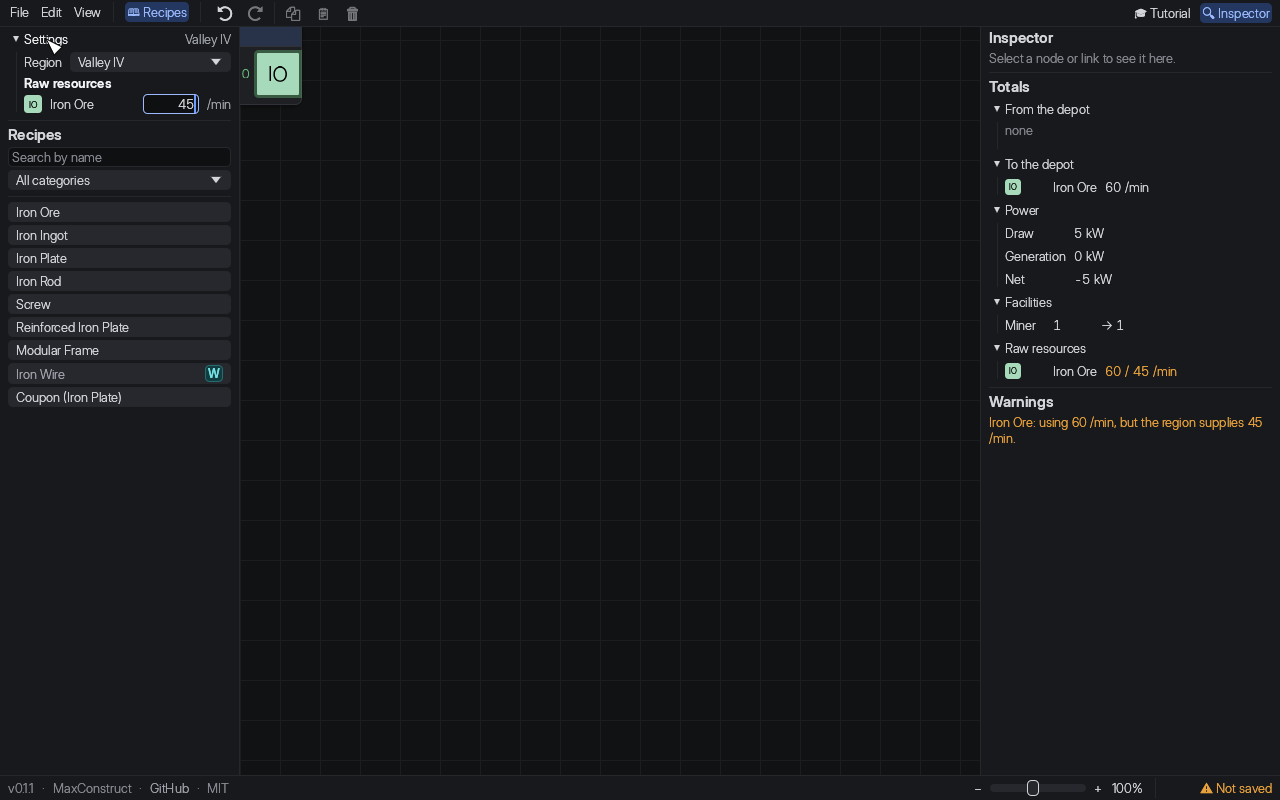 File Edit View Recipes Tutorial Inspector
Settings Valley IV
Region Valley IV
Raw resources
IO Iron Ore 45 /min
Recipes
Search by name
All categories
Iron Ore
Iron Ingot
Iron Plate
Iron Rod
Screw
Reinforced Iron Plate
Modular Frame
Iron Wire W
Coupon (Iron Plate)
0 IO
Inspector
Select a node or link to see it here.
Totals
From the depot
none
To the depot
IO Iron Ore 60 /min
Power
Draw 5 kW
Generation 0 kW
Net -5 kW
Facilities
Miner 1 → 1
Raw resources
IO Iron Ore 60 / 45 /min
Warnings
Iron Ore: using 60 /min, but the region supplies 45
/min.
v0.1.1 · MaxConstruct · GitHub · MIT
− + 100% Not saved